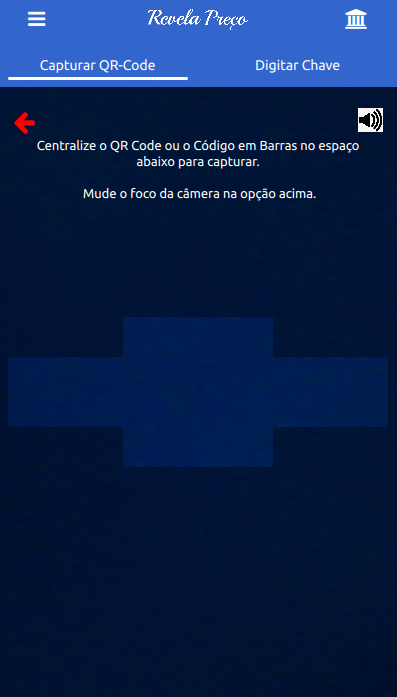 Revela Preço
Capturar QR-Code
Digitar Chave
Centralize o QR Code ou o Código em Barras no espaço
abaixo para capturar.
Mude o foco da câmera na opção acima.